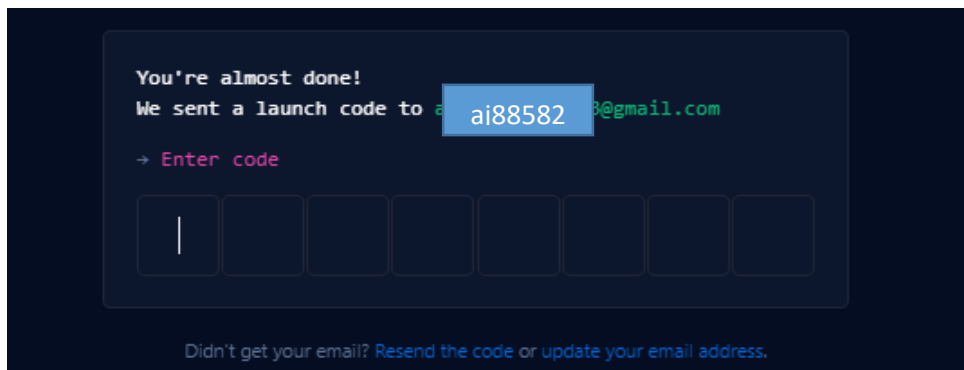 You're almost done!
We sent a launch code to a ai88582 8@gmail.com
→ Enter code
Didn't get your email? Resend the code or update your email address.